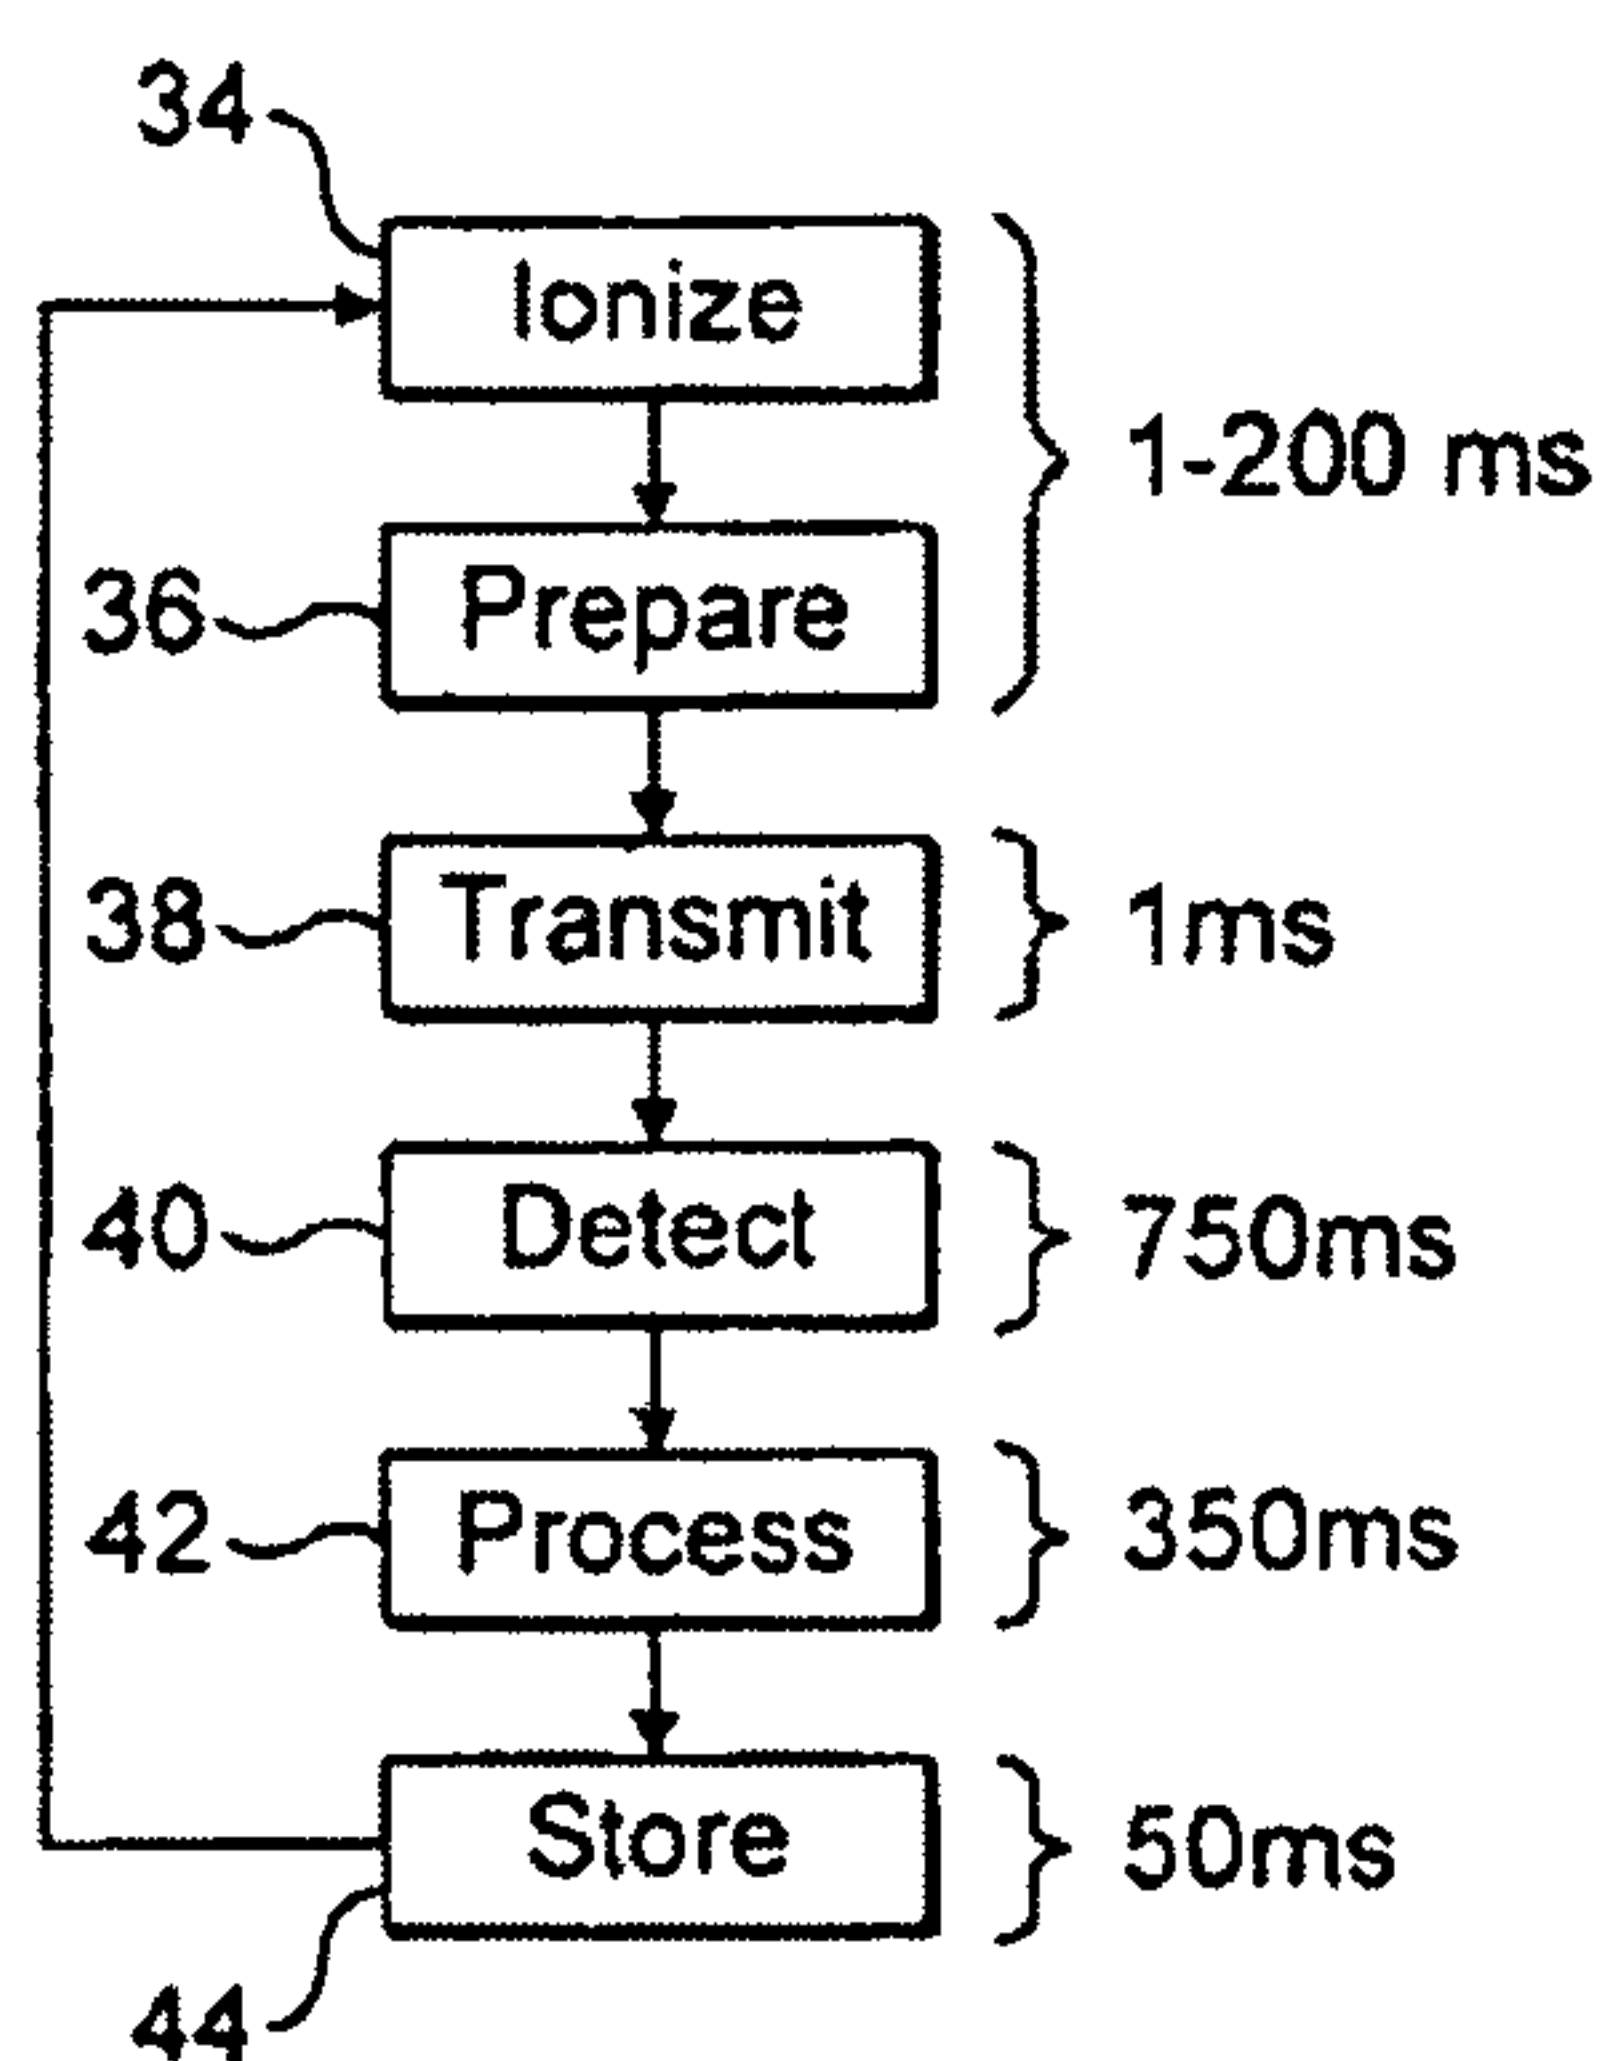 34
Ionize
1-200 ms
36
Prepare
38
Transmit
1ms
40
Detect
750ms
42
Process
350ms
Store
50ms
44